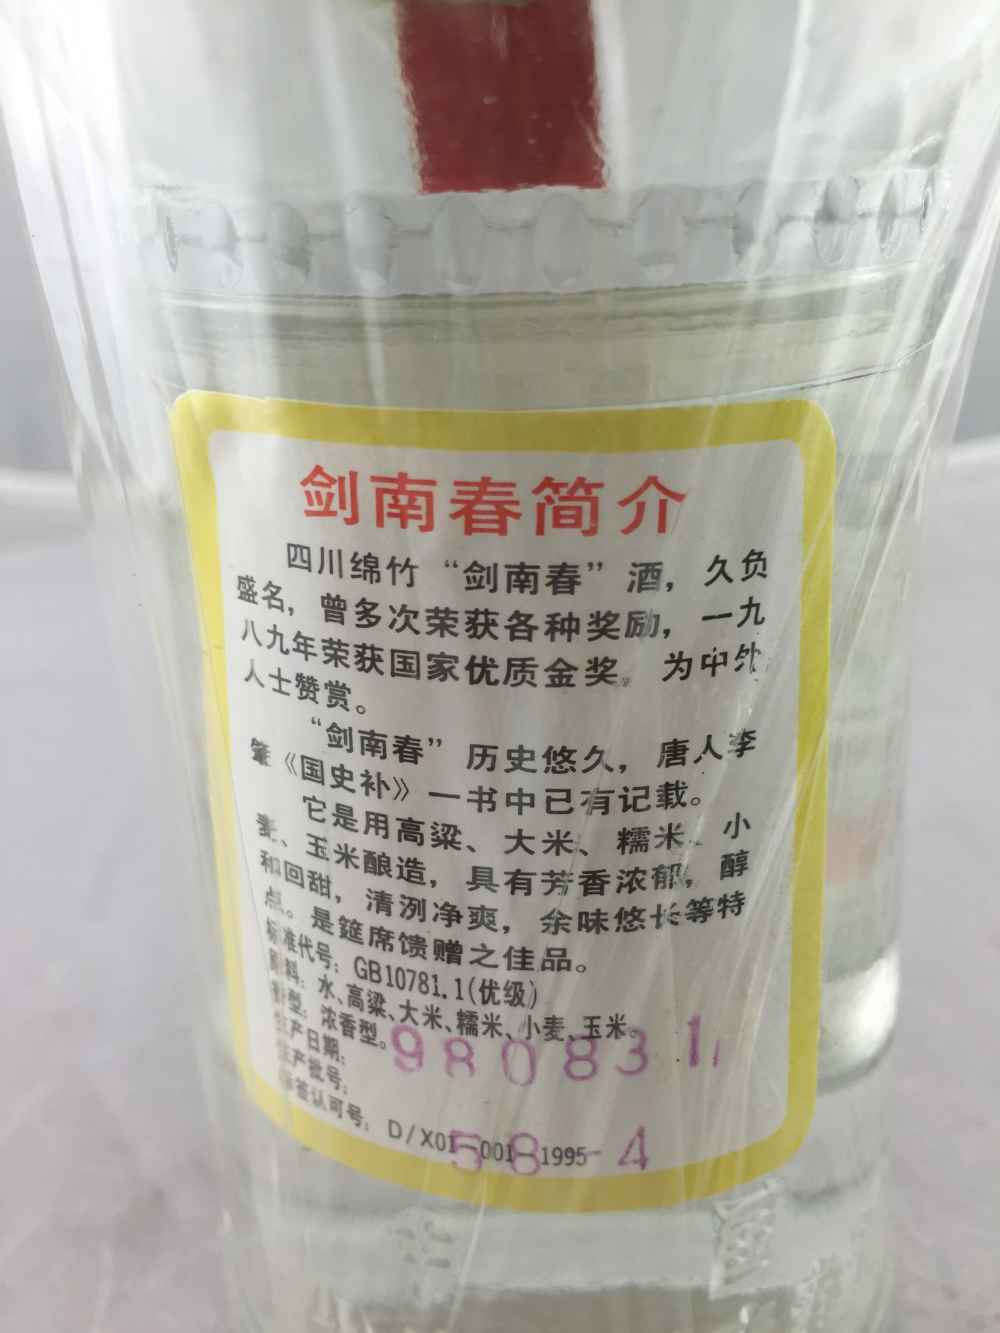 剑南春简介
四川绵竹“剑南春”酒，久负
盛名，曾多次荣获各种奖励，一九
八九年荣获国家优质金奖。为中外
人士赞赏。
“剑南春”历史悠久，唐人李
肇《国史补》一书中已有记载。
它是用高粱、大米、糯米、小
麦、玉米酿造，具有芳香浓郁，醇
和回甜，清洌净爽，余味悠长等特
点。是筵席馈赠之佳品。
标准代号：GB10781.1(优级)
原料：水、高粱、大米、糯米、小麦、玉米。
香型：浓香型。
生产日期：980831
生产批号：58-4
标签认可号：D/X01-001-1995